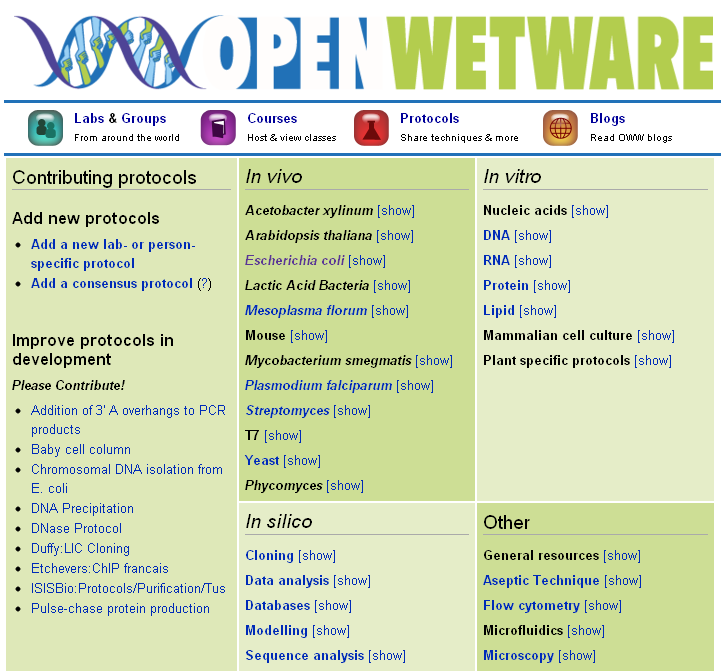 OPENWETWARE
Labs & Groups
From around the world
Courses
Host & view classes
Protocols
Share techniques & more
Blogs
Read OWW blogs
Contributing protocols
Add new protocols
Add a new lab- or person-
specific protocol
Add a consensus protocol (?)
Improve protocols in
development
Please Contribute!
Addition of 3' A overhangs to PCR
products
Baby cell column
Chromosomal DNA isolation from
E. coli
DNA Precipitation
DNase Protocol
Duffy:LIC Cloning
Etchevers:ChIP francais
ISISBio:Protocols/Purification/Tus
Pulse-chase protein production
In vivo
Acetobacter xylinum [show]
Arabidopsis thaliana [show]
Escherichia coli [show]
Lactic Acid Bacteria [show]
Mesoplasma florum [show]
Mouse [show]
Mycobacterium smegmatis [show]
Plasmodium falciparum [show]
Streptomyces [show]
T7 [show]
Yeast [show]
Phycomyces [show]
In vitro
Nucleic acids [show]
DNA [show]
RNA [show]
Protein [show]
Lipid [show]
Mammalian cell culture [show]
Plant specific protocols [show]
In silico
Cloning [show]
Data analysis [show]
Databases [show]
Modelling [show]
Sequence analysis [show]
Other
General resources [show]
Aseptic Technique [show]
Flow cytometry [show]
Microfluidics [show]
Microscopy [show]